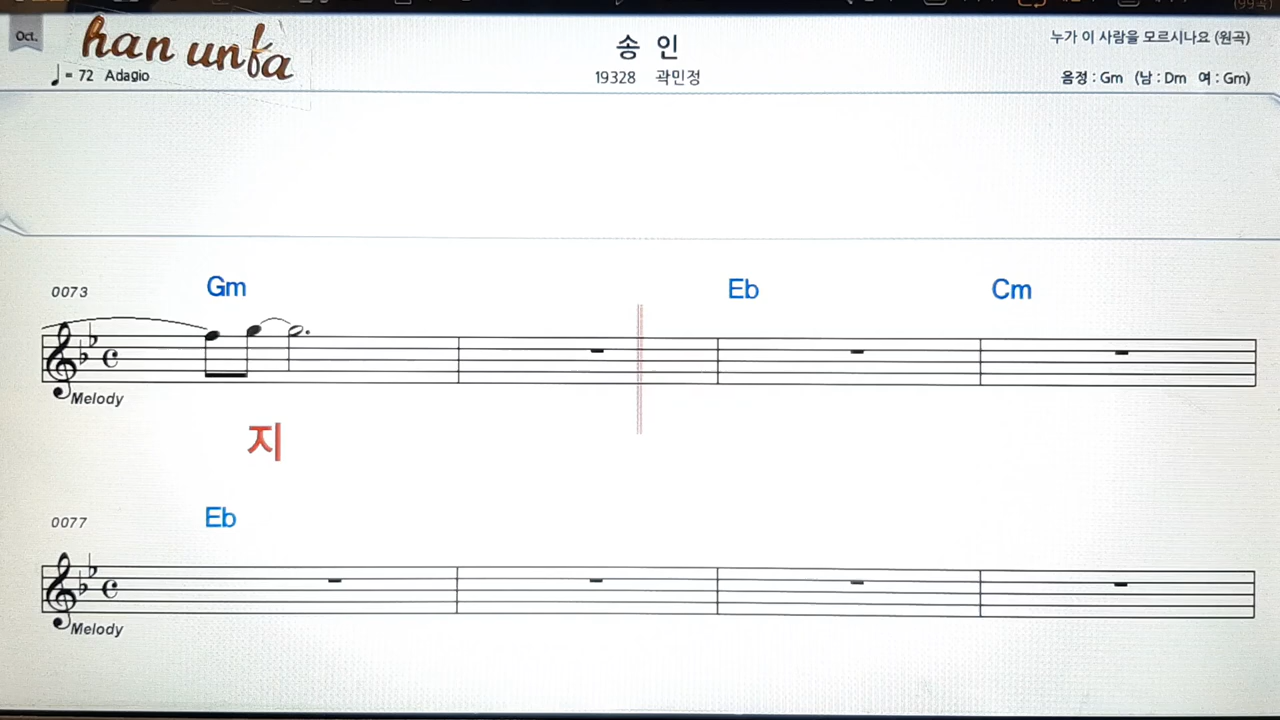 Oct.
han unfa
= 72 Adagio
송 인
19328 곽민정
누가 이 사람을 모르시나요 (원곡)
음정 : Gm (남 : Dm 여 : Gm)
0073
Gm
Eb
Cm
Melody
지
0077
Eb
Melody